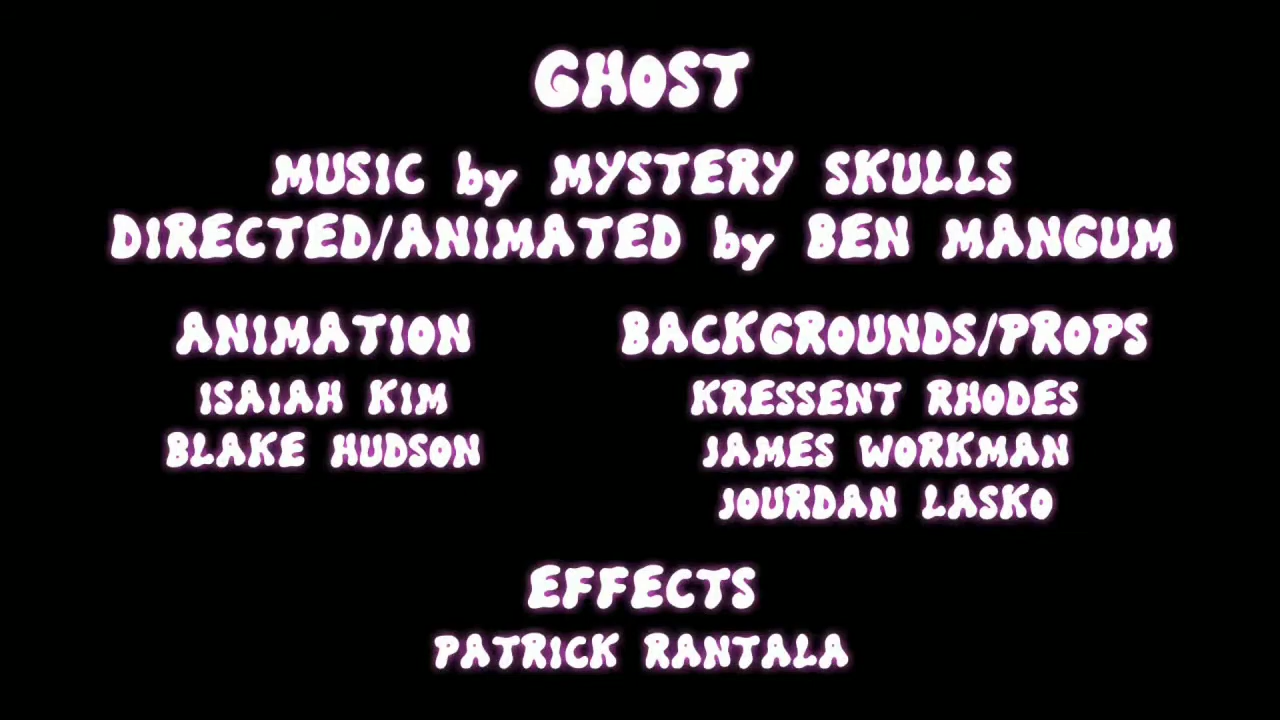 GHOST
MUSIC by MYSTERY SKULLS
DIRECTED/ANIMATED by BEN MANGUM
ANIMATION
ISAIAH KIM
BLAKE HUDSON
BACKGROUNDS/PROPS
KRESSENT RHODES
JAMES WORKMAN
JOURDAN LASKO
EFFECTS
PATRICK RANTALA